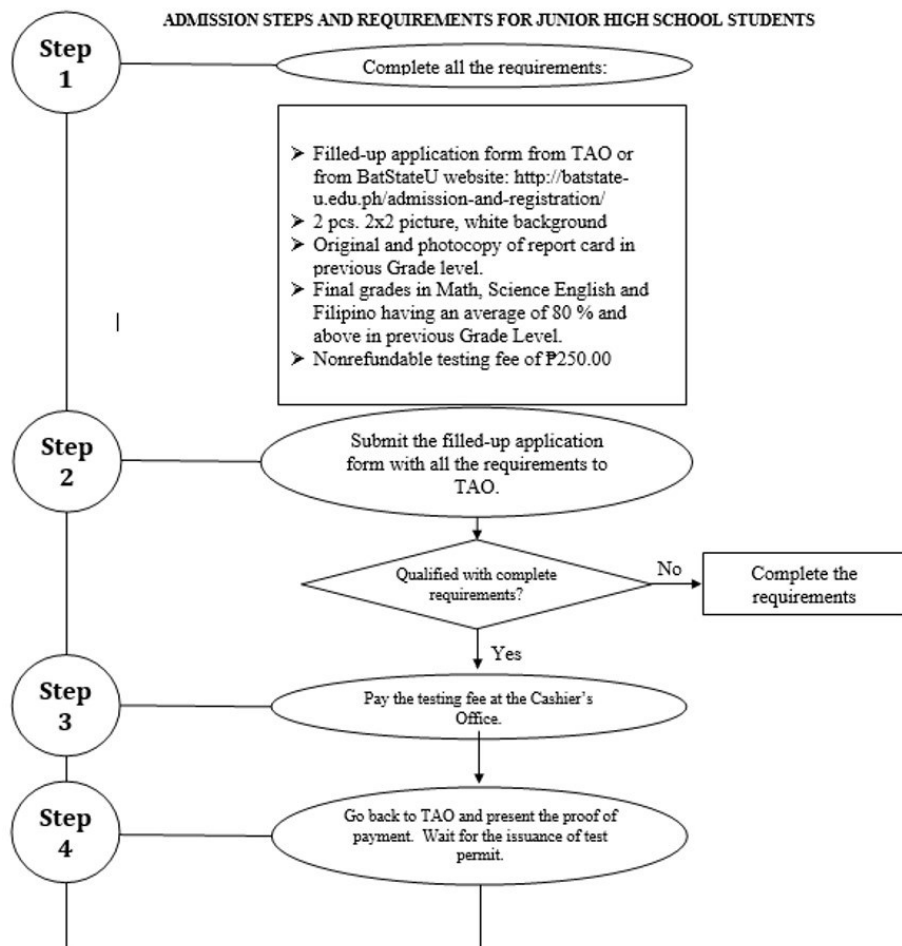 ADMISSION STEPS AND REQUIREMENTS FOR JUNIOR HIGH SCHOOL STUDENTS
Step
1
Complete all the requirements:
➤ Filled-up application form from TAO or
from BatStateU website: http://batstate-
u.edu.ph/admission-and-registration/
➤ 2 pcs. 2x2 picture, white background
➤ Original and photocopy of report card in
previous Grade level.
➤ Final grades in Math, Science English and
Filipino having an average of 80 % and
above in previous Grade Level.
➤ Nonrefundable testing fee of ₱250.00
Step
2
Submit the filled-up application
form with all the requirements to
TAO.
Qualified with complete
requirements?
No
Complete the
requirements
Yes
Step
3
Pay the testing fee at the Cashier's
Office.
Step
4
Go back to TAO and present the proof of
payment. Wait for the issuance of test
permit.